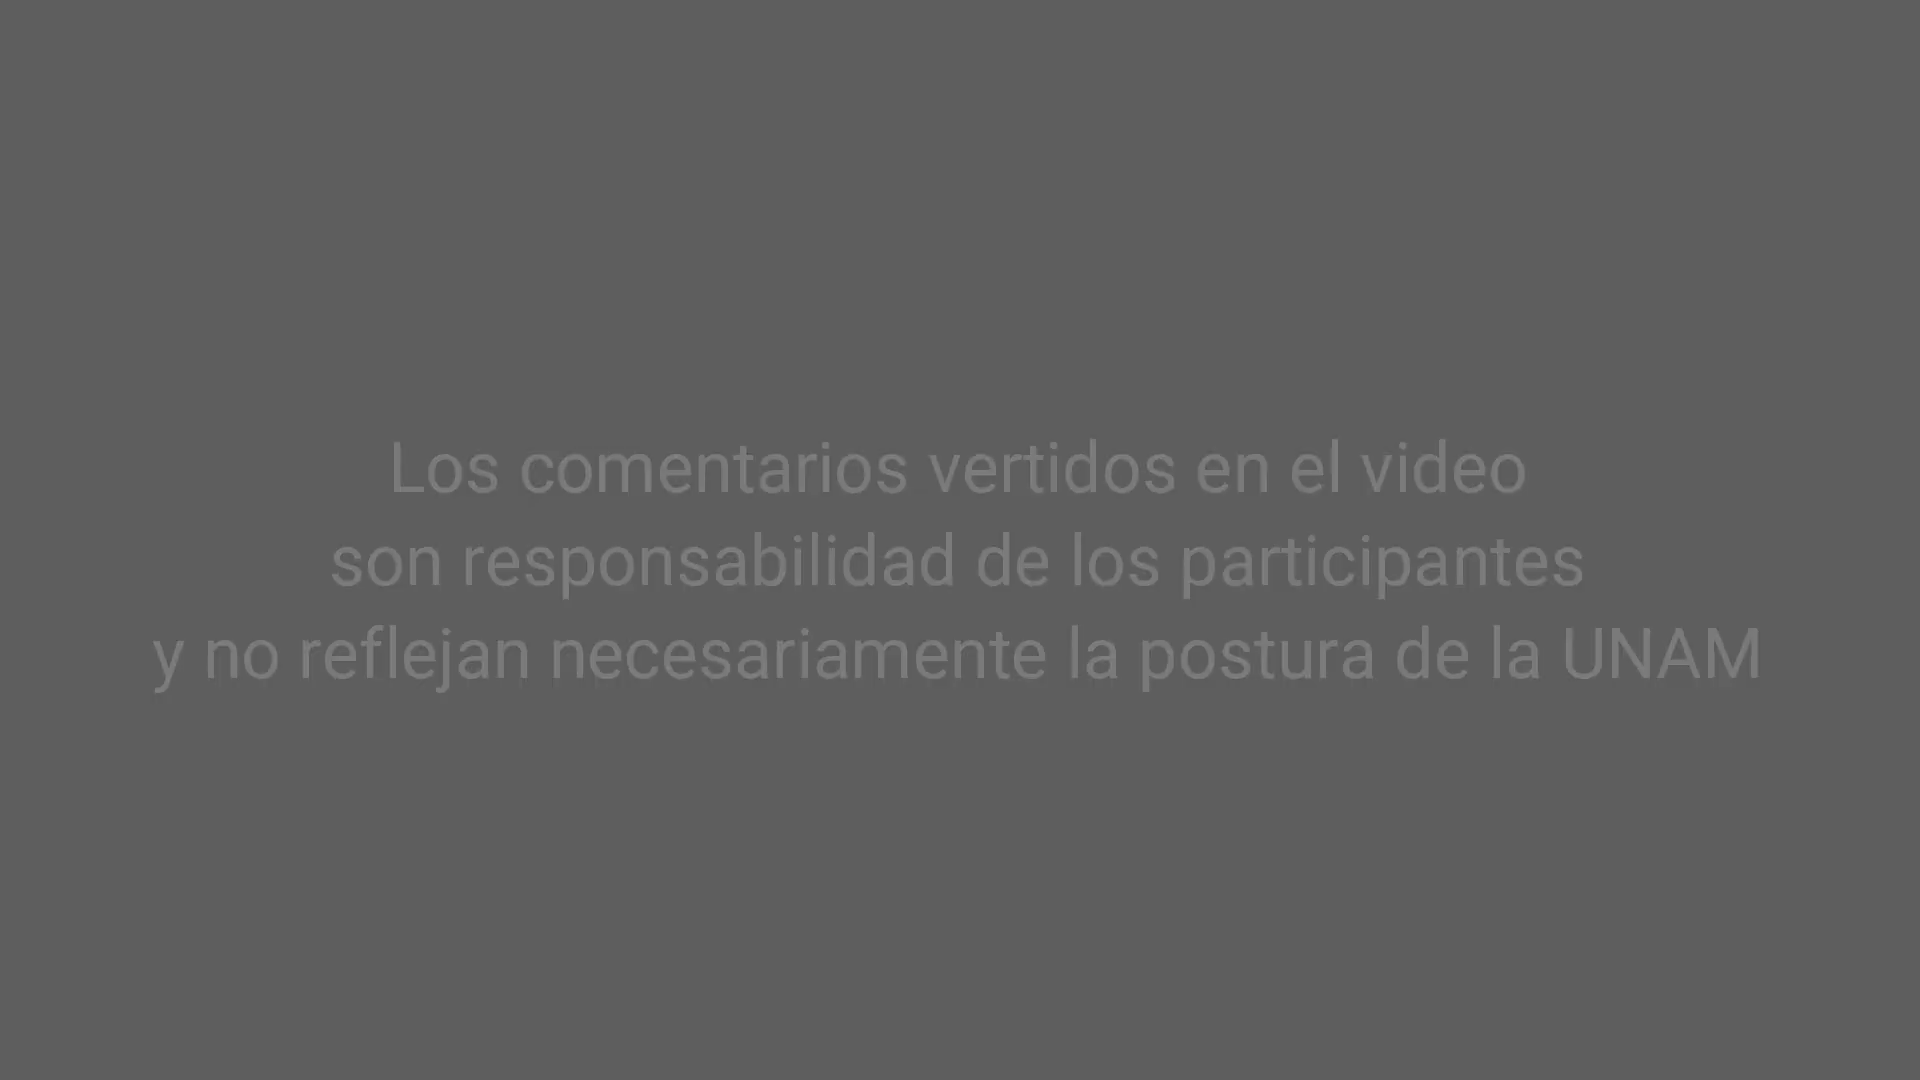 Los comentarios vertidos en el video
son responsabilidad de los participantes
y no reflejan necesariamente la postura de la UNAM